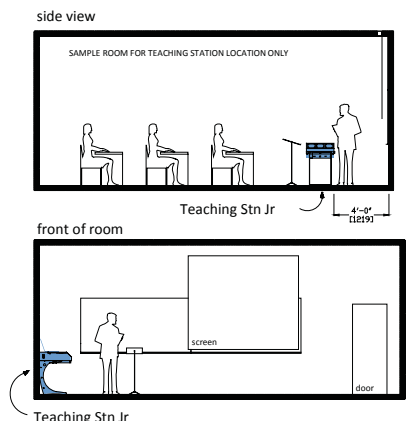 side view
SAMPLE ROOM FOR TEACHING STATION LOCATION ONLY
Teaching Stn Jr
4'-0"
[1219]
front of room
screen
door
Teaching Stn Jr